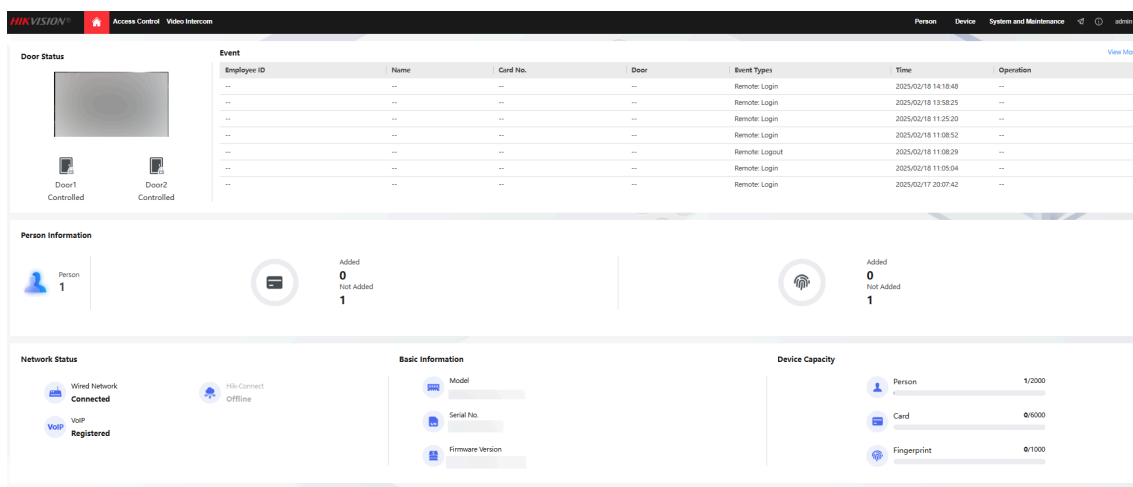 HIKVISION® Access Control Video Intercom Person Device System and Maintenance admin
Door Status
Door1
Controlled
Door2
Controlled
Event
View Mo
Employee ID Name Card No. Door Event Types Time Operation
-- -- -- -- Remote: Login 2025/02/18 14:18:48 --
-- -- -- -- Remote: Login 2025/02/18 13:58:25 --
-- -- -- -- Remote: Login 2025/02/18 11:25:20 --
-- -- -- -- Remote: Login 2025/02/18 11:08:52 --
-- -- -- -- Remote: Logout 2025/02/18 11:08:29 --
-- -- -- -- Remote: Login 2025/02/18 11:05:04 --
-- -- -- -- Remote: Login 2025/02/17 20:07:42 --
Person Information
Person
1
Added
0
Not Added
1
Added
0
Not Added
1
Network Status
Wired Network
Connected
Hik-Connect
Offline
VoIP
VoIP
Registered
Basic Information
Model
Serial No.
Firmware Version
Device Capacity
Person 1/2000
Card 0/6000
Fingerprint 0/1000